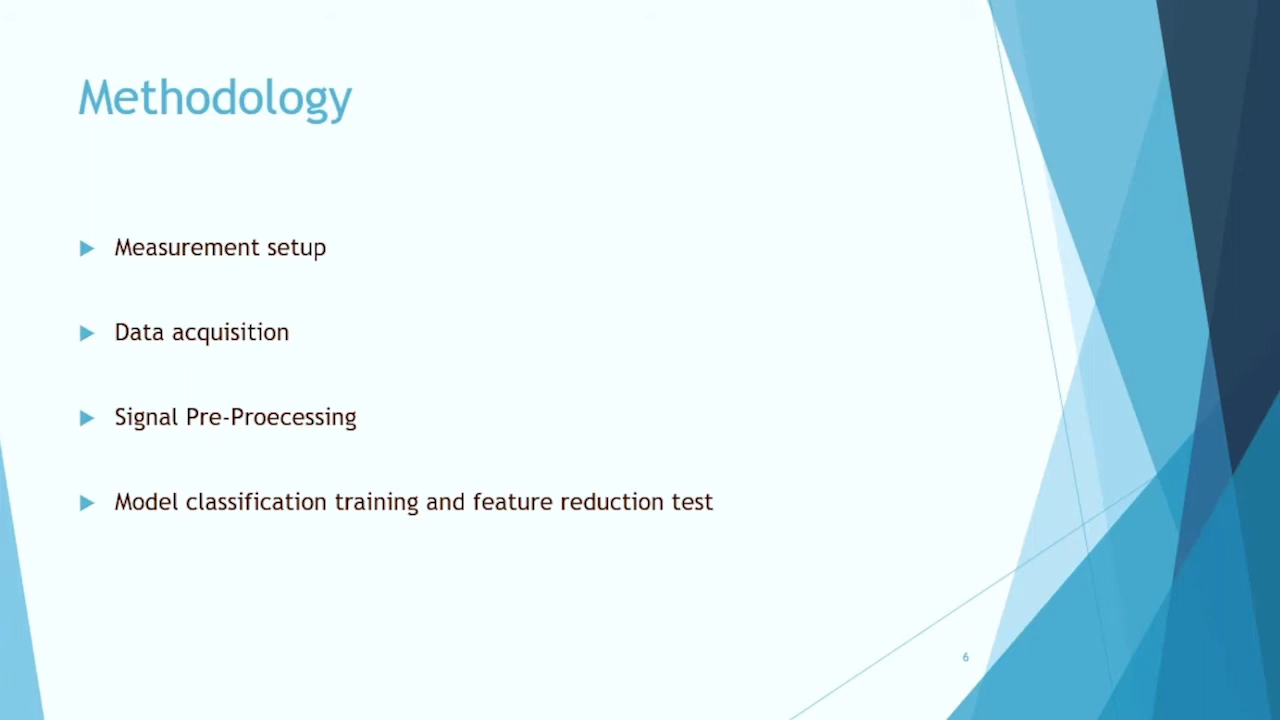 Methodology
Measurement setup
Data acquisition
Signal Pre-Proecessing
Model classification training and feature reduction test
6